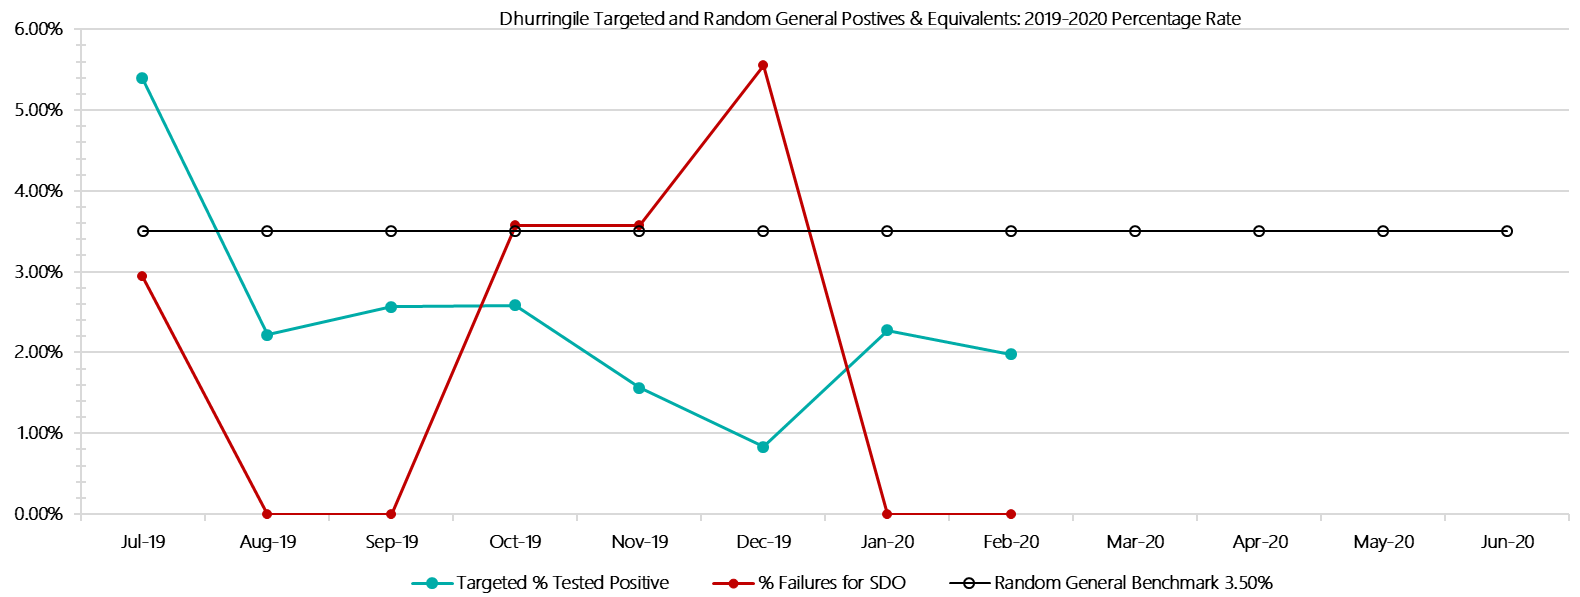 Dhurringile Targeted and Random General Postives & Equivalents: 2019-2020 Percentage Rate
6.00%
5.00%
4.00%
3.00%
2.00%
1.00%
0.00%
Jul-19 Aug-19 Sep-19 Oct-19 Nov-19 Dec-19 Jan-20 Feb-20 Mar-20 Apr-20 May-20 Jun-20
Targeted % Tested Positive % Failures for SDO Random General Benchmark 3.50%